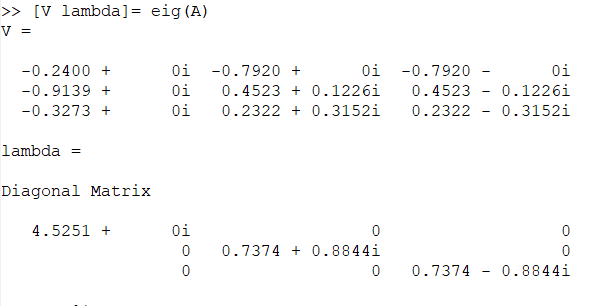 >> [V lambda]= eig(A)
V =
-0.2400 + 0i -0.7920 + 0i -0.7920 - 0i
-0.9139 + 0i 0.4523 + 0.1226i 0.4523 - 0.1226i
-0.3273 + 0i 0.2322 + 0.3152i 0.2322 - 0.3152i
lambda =
Diagonal Matrix
4.5251 + 0i 0 0
0 0.7374 + 0.8844i 0
0 0 0.7374 - 0.8844i